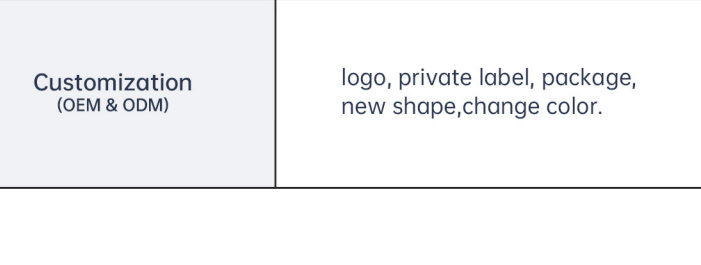 Customization
(OEM & ODM)
logo, private label, package,
new shape,change color.